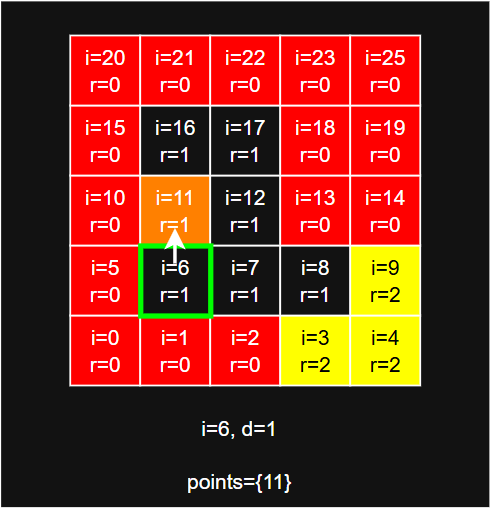 i=20 i=21 i=22 i=23 i=25
r=0 r=0 r=0 r=0 r=0
i=15 i=16 i=17 i=18 i=19
r=0 r=1 r=1 r=0 r=0
i=10 i=11 i=12 i=13 i=14
r=0 r=1 r=1 r=0 r=0
i=5 i=6 i=7 i=8 i=9
r=0 r=1 r=1 r=1 r=2
i=0 i=1 i=2 i=3 i=4
r=0 r=0 r=0 r=2 r=2
i=6, d=1
points={11}